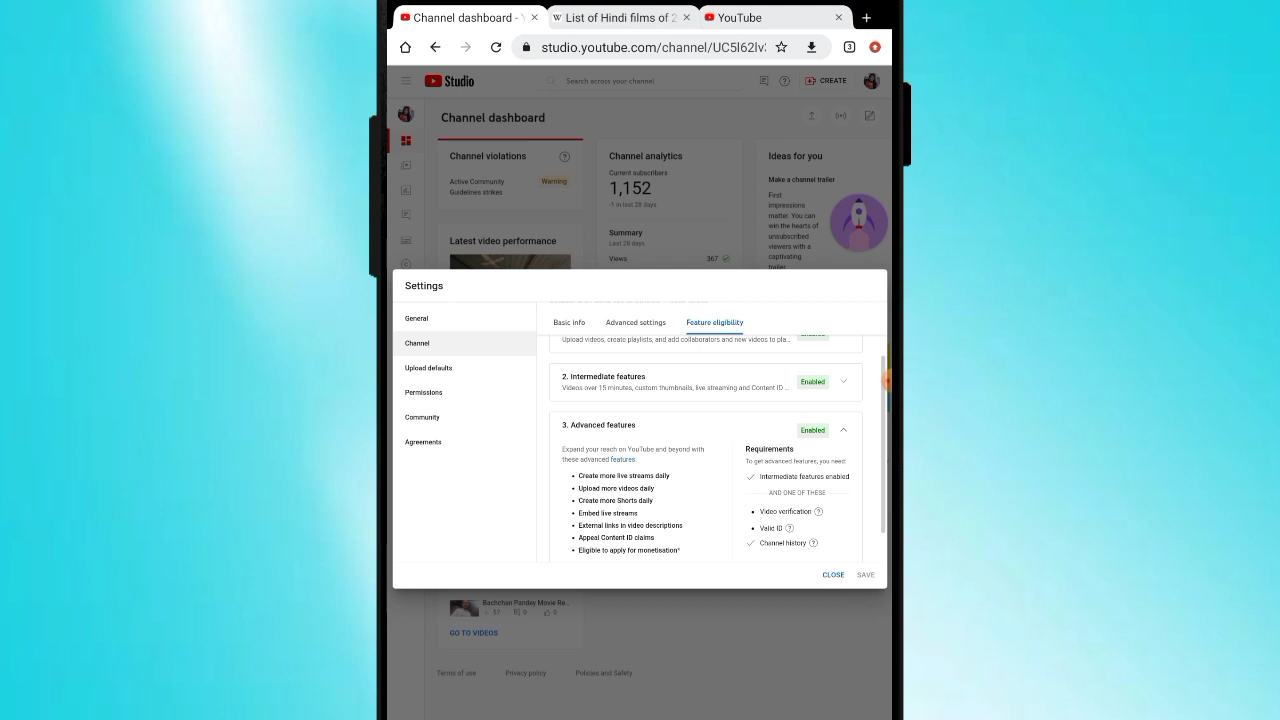 Channel dashboard -
List of Hindi films of 2
YouTube
3
Studio
Search across your channel
CREATE
Channel dashboard
Channel violations
Active Community
Guidelines strikes
Warning
Latest video performance
Channel analytics
Current subscribers
1,152
-1 in last 28 days
Summary
Last 28 days
Views
367
Ideas for you
Make a channel trailer
First
impressions
matter. You can
win the hearts of
unsubscribed
viewers with a
captivating
trailer
Settings
General
Channel
Upload defaults
Permissions
Community
Agreements
Basic info
Advanced settings
Feature eligibility
Upload videos, create playlists, and add collaborators and new videos to pla...
Enabled
2. Intermediate features
Videos over 15 minutes, custom thumbnails, live streaming and Content ID ...
Enabled
3. Advanced features
Enabled
Expand your reach on YouTube and beyond with
these advanced features.
• Create more live streams daily
• Upload more videos daily
• Create more Shorts daily
• Embed live streams
• External links in video descriptions
• Appeal Content ID claims
• Eligible to apply for monetisation*
Requirements
To get advanced features, you need:
Intermediate features enabled
AND ONE OF THESE
• Video verification
• Valid ID
Channel history
CLOSE
SAVE
Bachchan Pandey Movie Re...
57
0
0
GO TO VIDEOS
Terms of use
Privacy policy
Policies and Safety